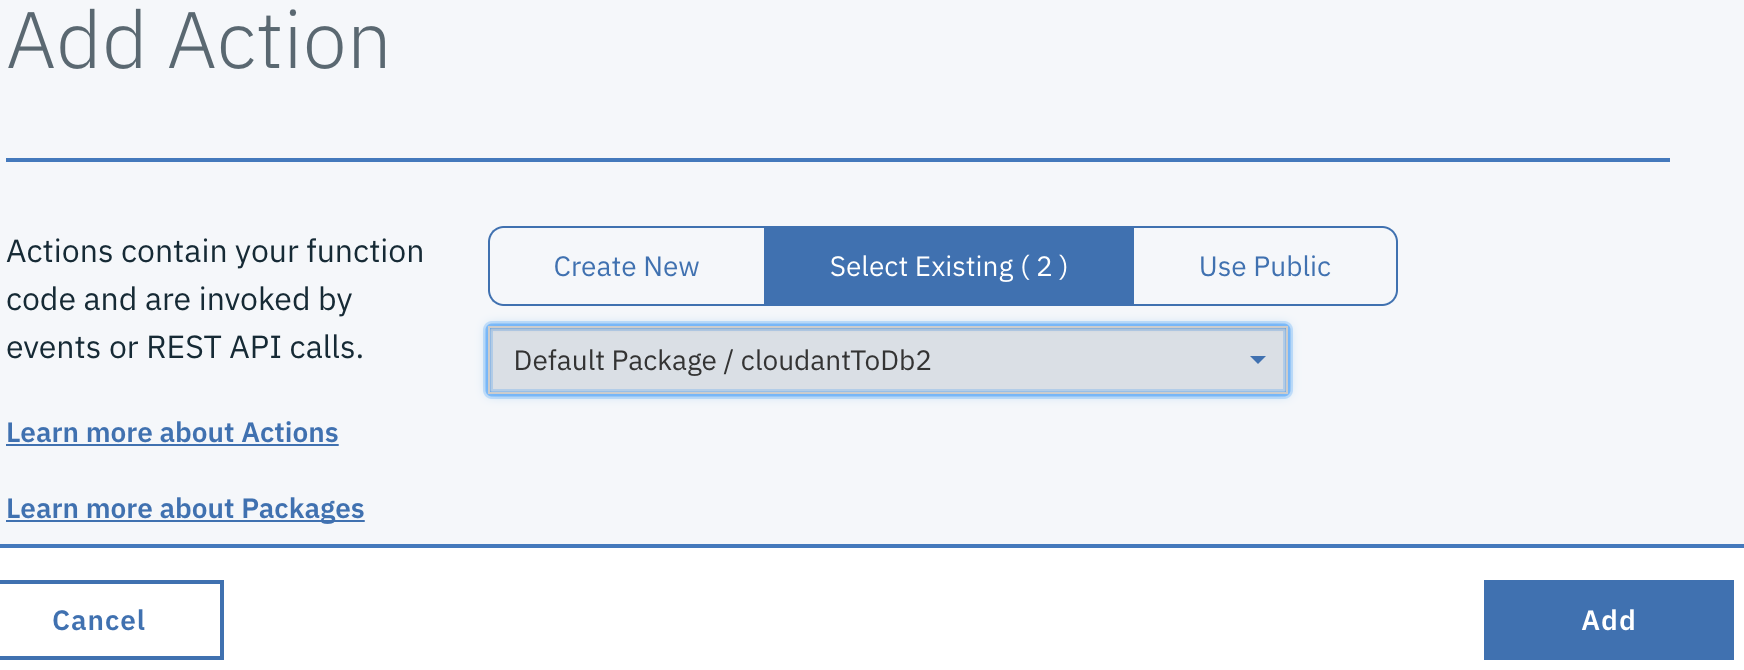 Add Action
Actions contain your function
code and are invoked by
events or REST API calls.
Learn more about Actions
Learn more about Packages
Create New
Select Existing ( 2 )
Use Public
Default Package / cloudantToDb2
Cancel
Add